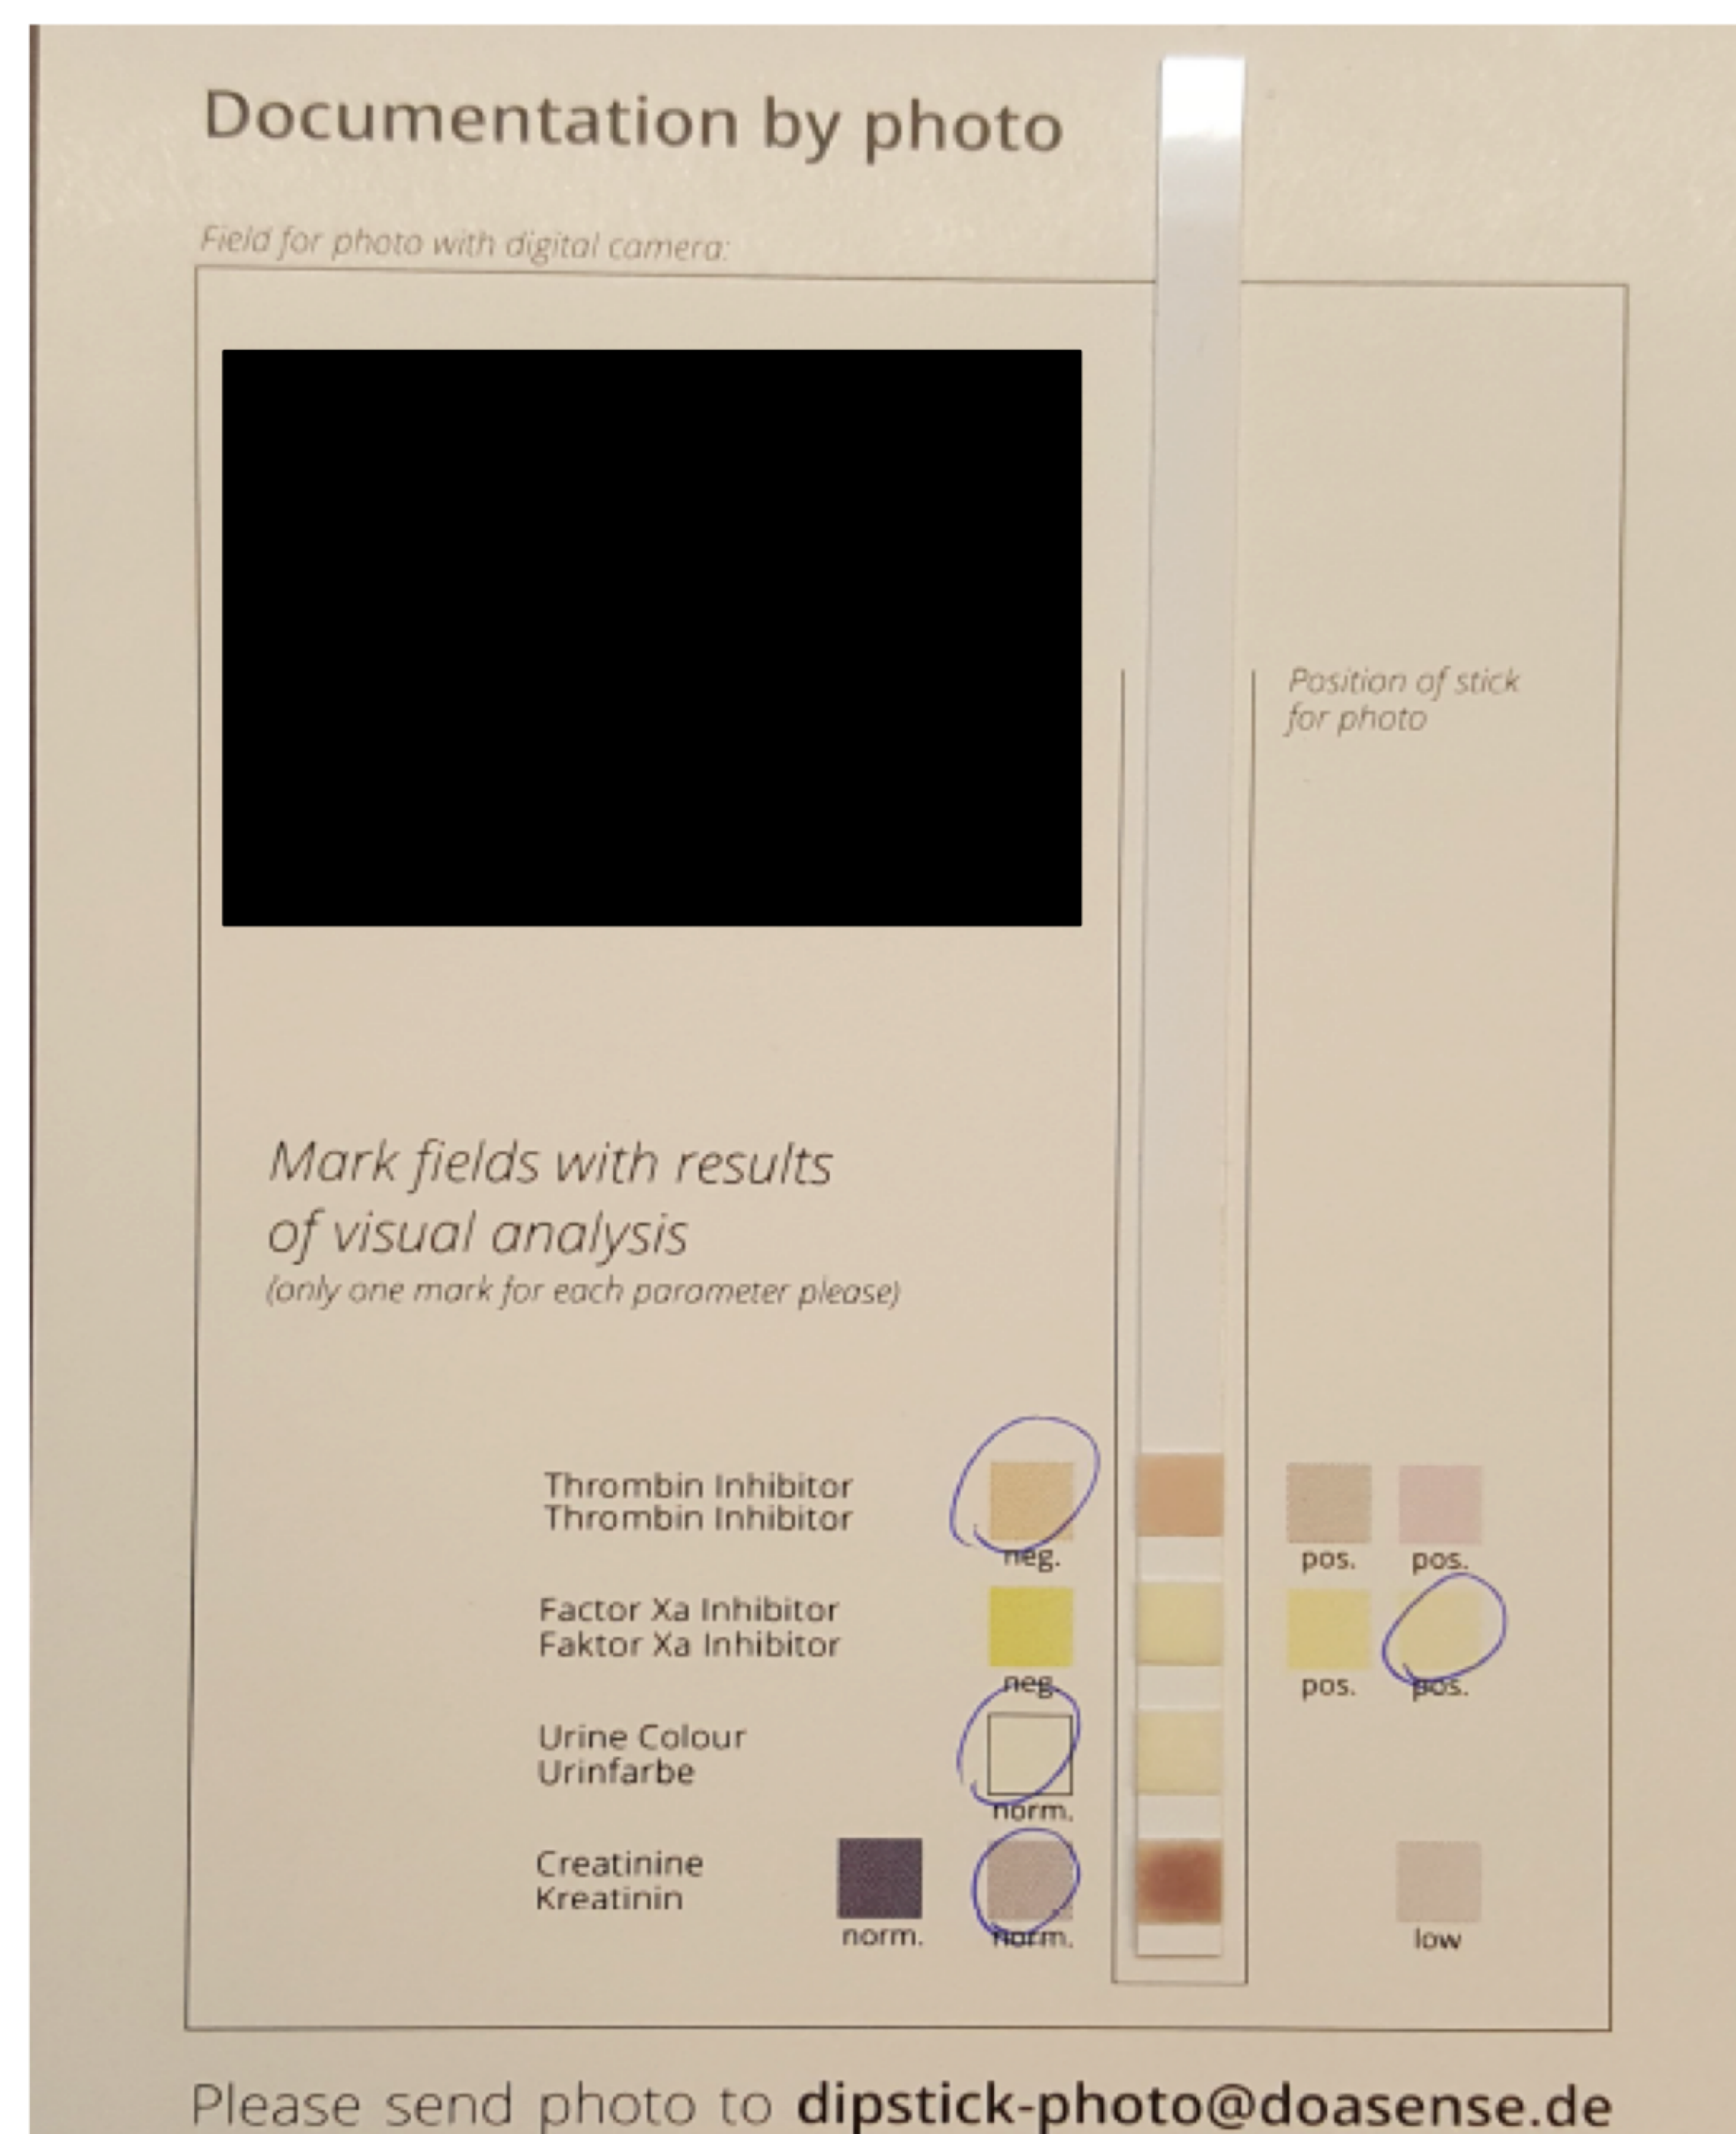 Documentation by photo
Field for photo with digital camera:
Position of stick
for photo
Mark fields with results
of visual analysis
(only one mark for each parameter please)
Thrombin Inhibitor
Thrombin Inhibitor
neg.
pos.
pos.
Factor Xa Inhibitor
Faktor Xa Inhibitor
neg.
pos.
pos.
Urine Colour
Urinfarbe
norm.
Creatinine
Kreatinin
norm.
norm.
low
Please send photo to dipstick-photo@doasense.de